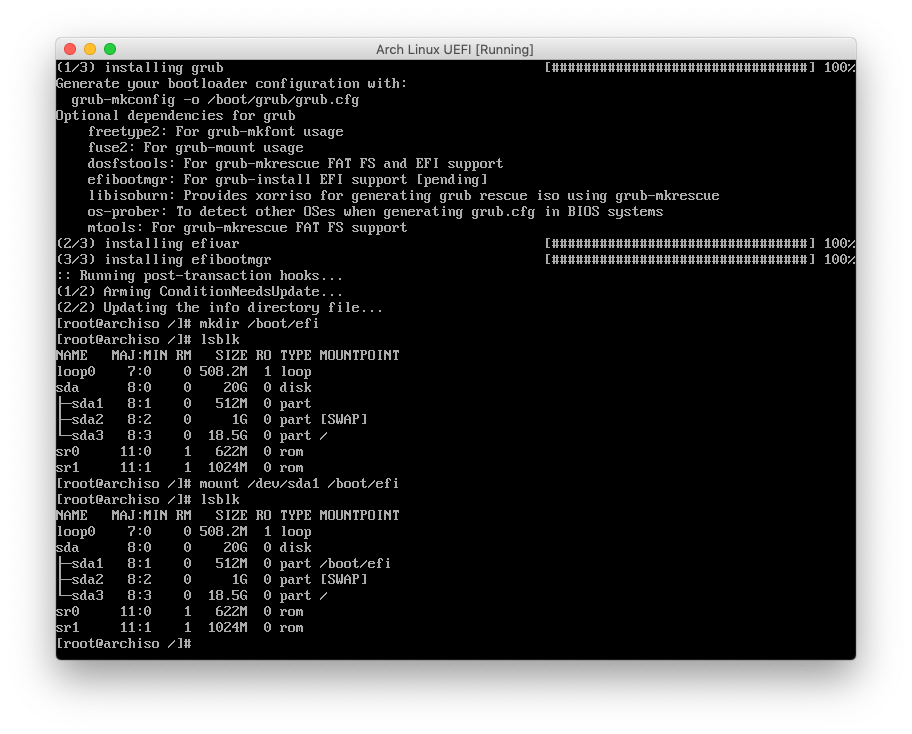 Arch Linux UEFI [Running]
(1/3) installing grub                                        [################################] 100%
Generate your bootloader configuration with:
  grub-mkconfig -o /boot/grub/grub.cfg
Optional dependencies for grub
    freetype2: For grub-mkfont usage
    fuse2: For grub-mount usage
    dosfstools: For grub-mkrescue FAT FS and EFI support
    efibootmgr: For grub-install EFI support [pending]
    libisoburn: Provides xorriso for generating grub rescue iso using grub-mkrescue
    os-prober: To detect other OSes when generating grub.cfg in BIOS systems
    mtools: For grub-mkrescue FAT FS support
(2/3) installing efivar                                      [################################] 100%
(3/3) installing efibootmgr                                  [################################] 100%
:: Running post-transaction hooks...
(1/2) Arming ConditionNeedsUpdate...
(2/2) Updating the info directory file...
[root@archiso /]# mkdir /boot/efi
[root@archiso /]# lsblk
NAME   MAJ:MIN RM   SIZE RO TYPE MOUNTPOINT
loop0    7:0    0 508.2M  1 loop
sda      8:0    0    20G  0 disk
├─sda1   8:1    0   512M  0 part
├─sda2   8:2    0     1G  0 part [SWAP]
└─sda3   8:3    0  18.5G  0 part /
sr0     11:0    1   622M  0 rom
sr1     11:1    1  1024M  0 rom
[root@archiso /]# mount /dev/sda1 /boot/efi
[root@archiso /]# lsblk
NAME   MAJ:MIN RM   SIZE RO TYPE MOUNTPOINT
loop0    7:0    0 508.2M  1 loop
sda      8:0    0    20G  0 disk
├─sda1   8:1    0   512M  0 part /boot/efi
├─sda2   8:2    0     1G  0 part [SWAP]
└─sda3   8:3    0  18.5G  0 part /
sr0     11:0    1   622M  0 rom
sr1     11:1    1  1024M  0 rom
[root@archiso /]#